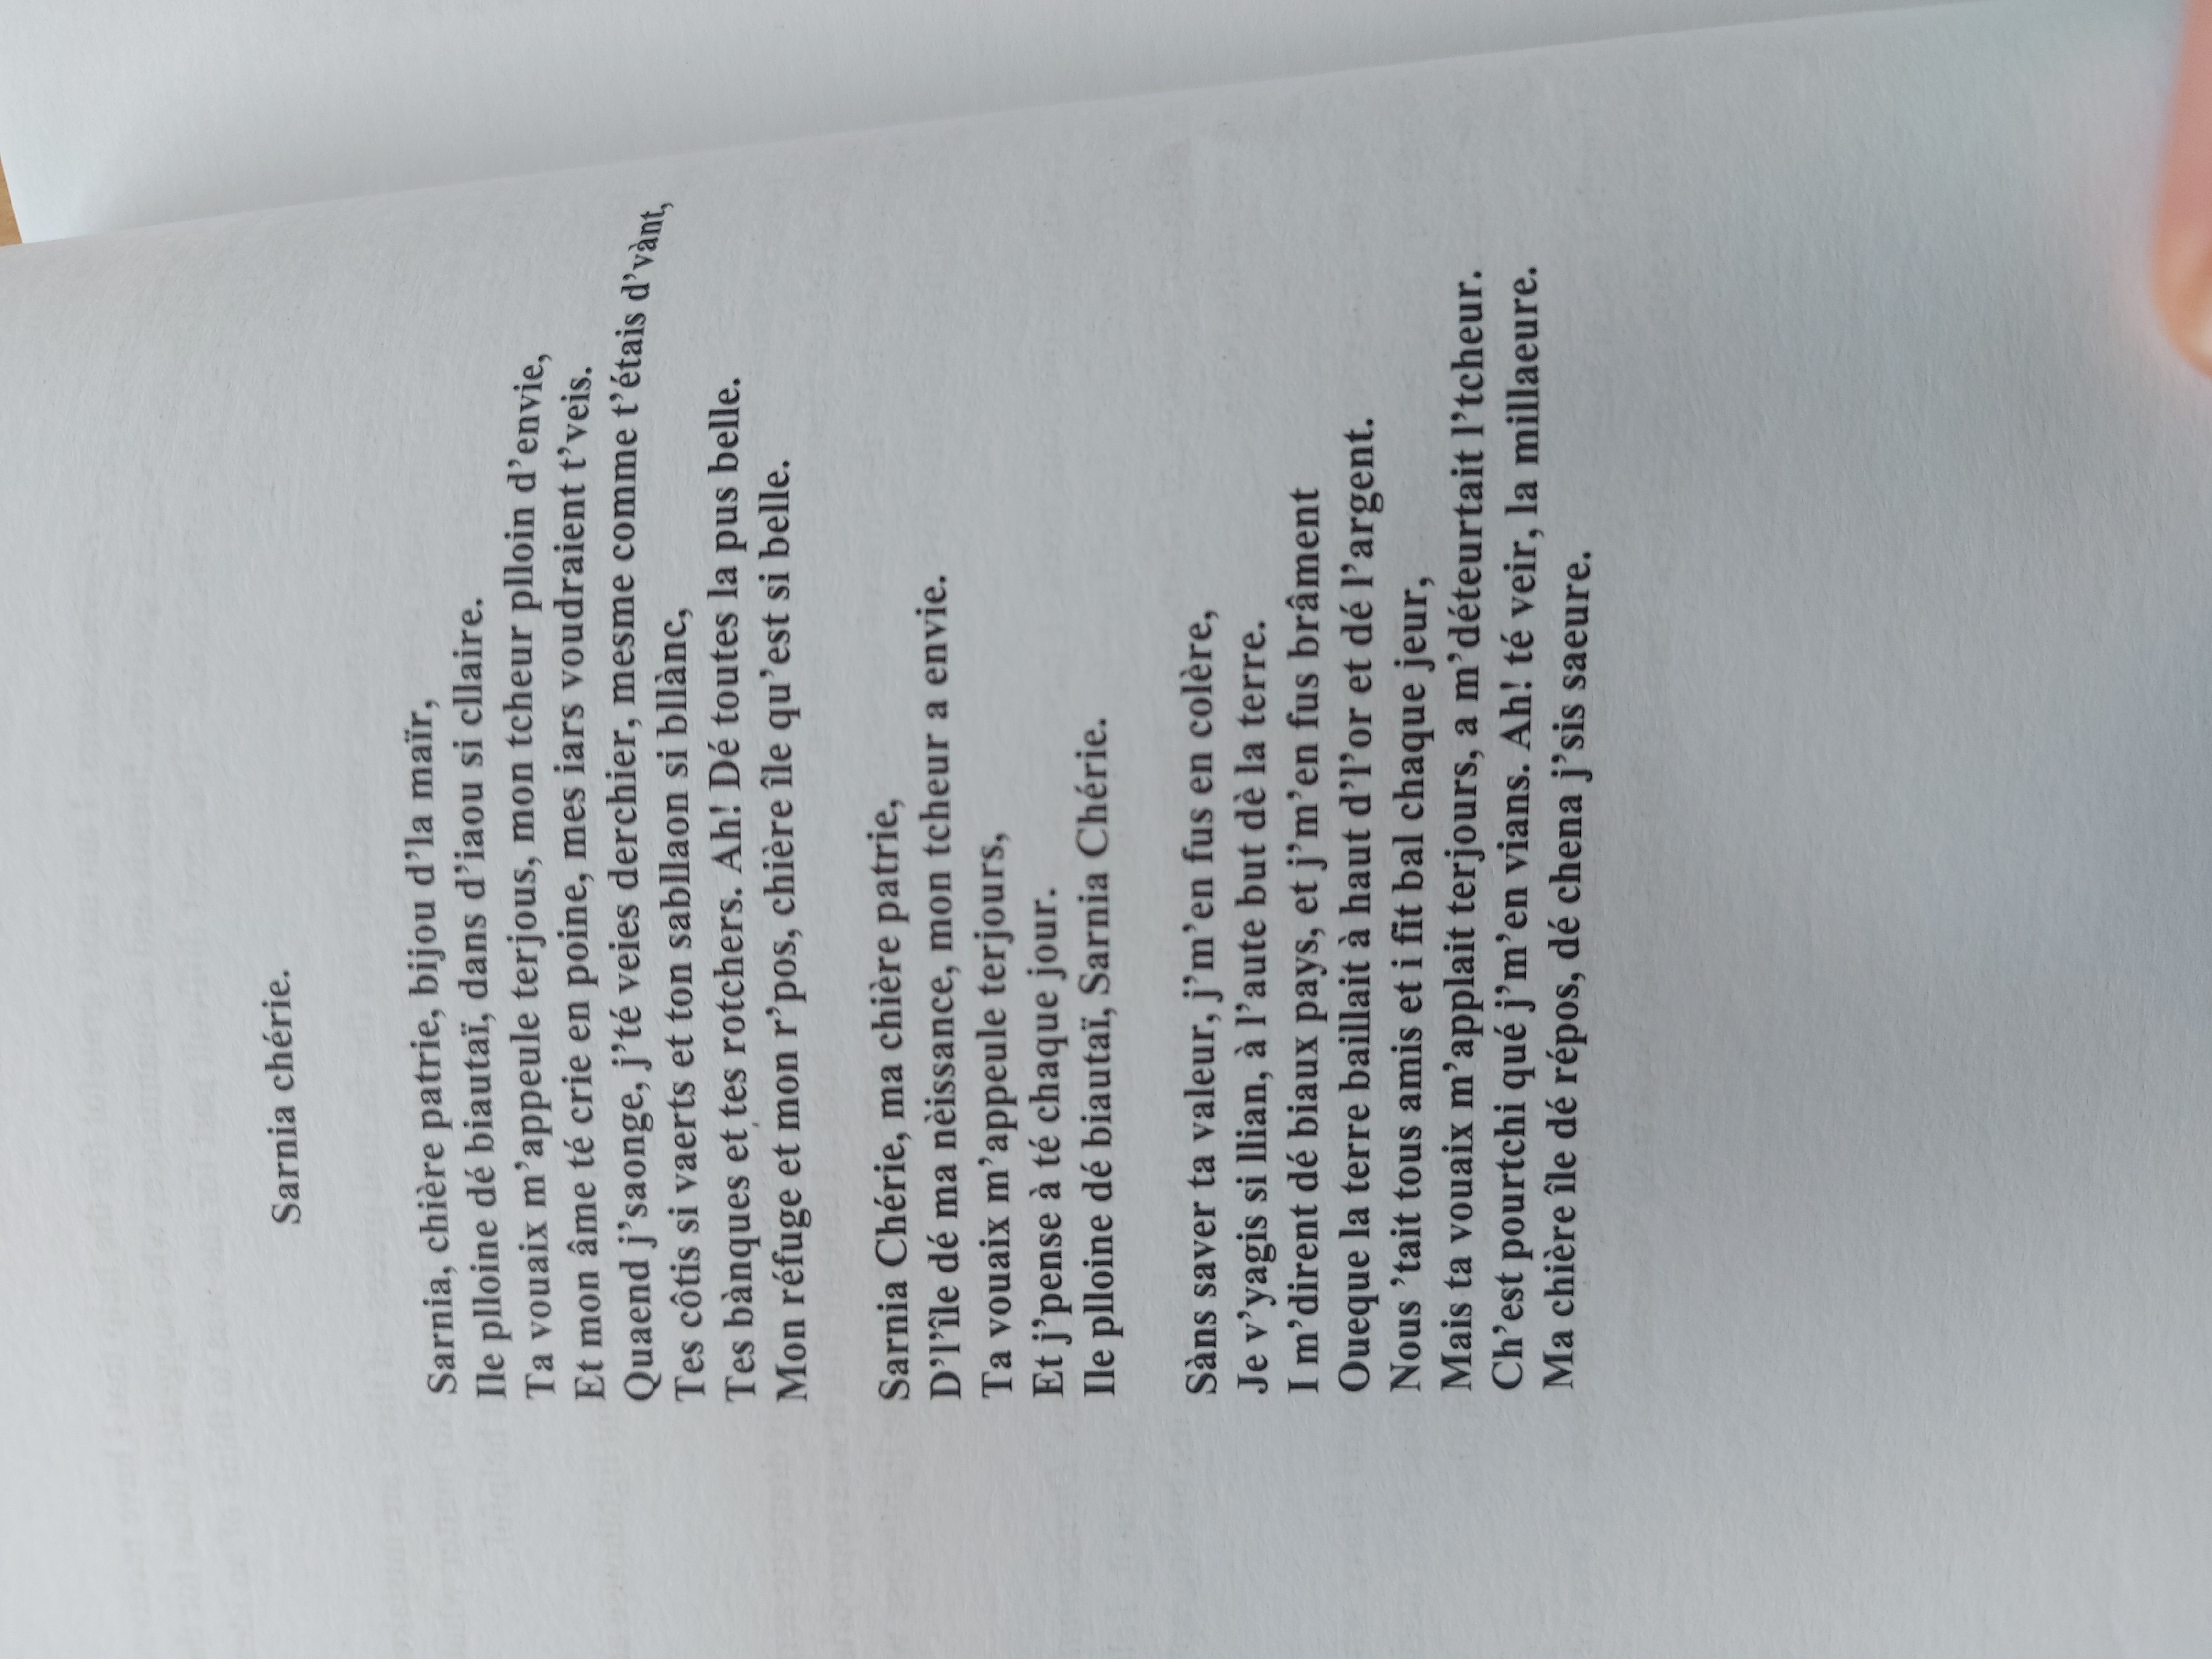 Sarnia chérie.
Sarnia, chière patrie, bijou d’la maïr,
Ile plloine dé biautaï, dans d’iaou si cllaire.
Ta vouaix m’appeule terjous, mon tcheur plloin d’envie,
Et mon âme té crie en poine, mes iars voudraient t’veis.
Quaend j’saonge, j’té veies derchier, mesme comme t’étais d’vànt,
Tes côtis si vaerts et ton sabllaon si bllànc,
Tes bànques et tes rotchers. Ah! Dé toutes la pus belle.
Mon réfuge et mon r’pos, chière île qu’est si belle.
Sarnia Chérie, ma chière patrie,
D’l’île dé ma nèissance, mon tcheur a envie.
Ta vouaix m’appeule terjours,
Et j’pense à té chaque jour.
Ile plloine dé biautaï, Sarnia Chérie.
Sàns saver ta valeur, j’m’en fus en colère,
Je v’yagis si llian, à l’aute but dè la terre.
I m’dirent dé biaux pays, et j’m’en fus brâment
Oueque la terre baillait à haut d’l’or et dé l’argent.
Nous ’tait tous amis et i fit bal chaque jeur,
Mais ta vouaix m’applait terjours, a m’déteurtait l’tcheur.
Ch’est pourtchi qué j’m’en vians. Ah! té veir, la millaeure.
Ma chière île dé répos, dé chena j’sis saeure.